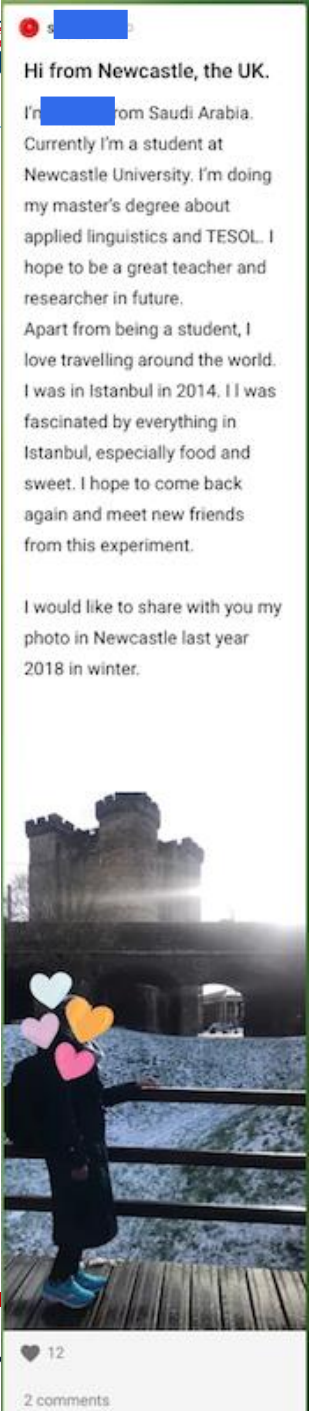 s
Hi from Newcastle, the UK.
I'm from Saudi Arabia.
Currently I'm a student at
Newcastle University. I'm doing
my master's degree about
applied linguistics and TESOL. I
hope to be a great teacher and
researcher in future.
Apart from being a student, I
love travelling around the world.
I was in Istanbul in 2014. I I was
fascinated by everything in
Istanbul, especially food and
sweet. I hope to come back
again and meet new friends
from this experiment.
I would like to share with you my
photo in Newcastle last year
2018 in winter.
12
2 comments